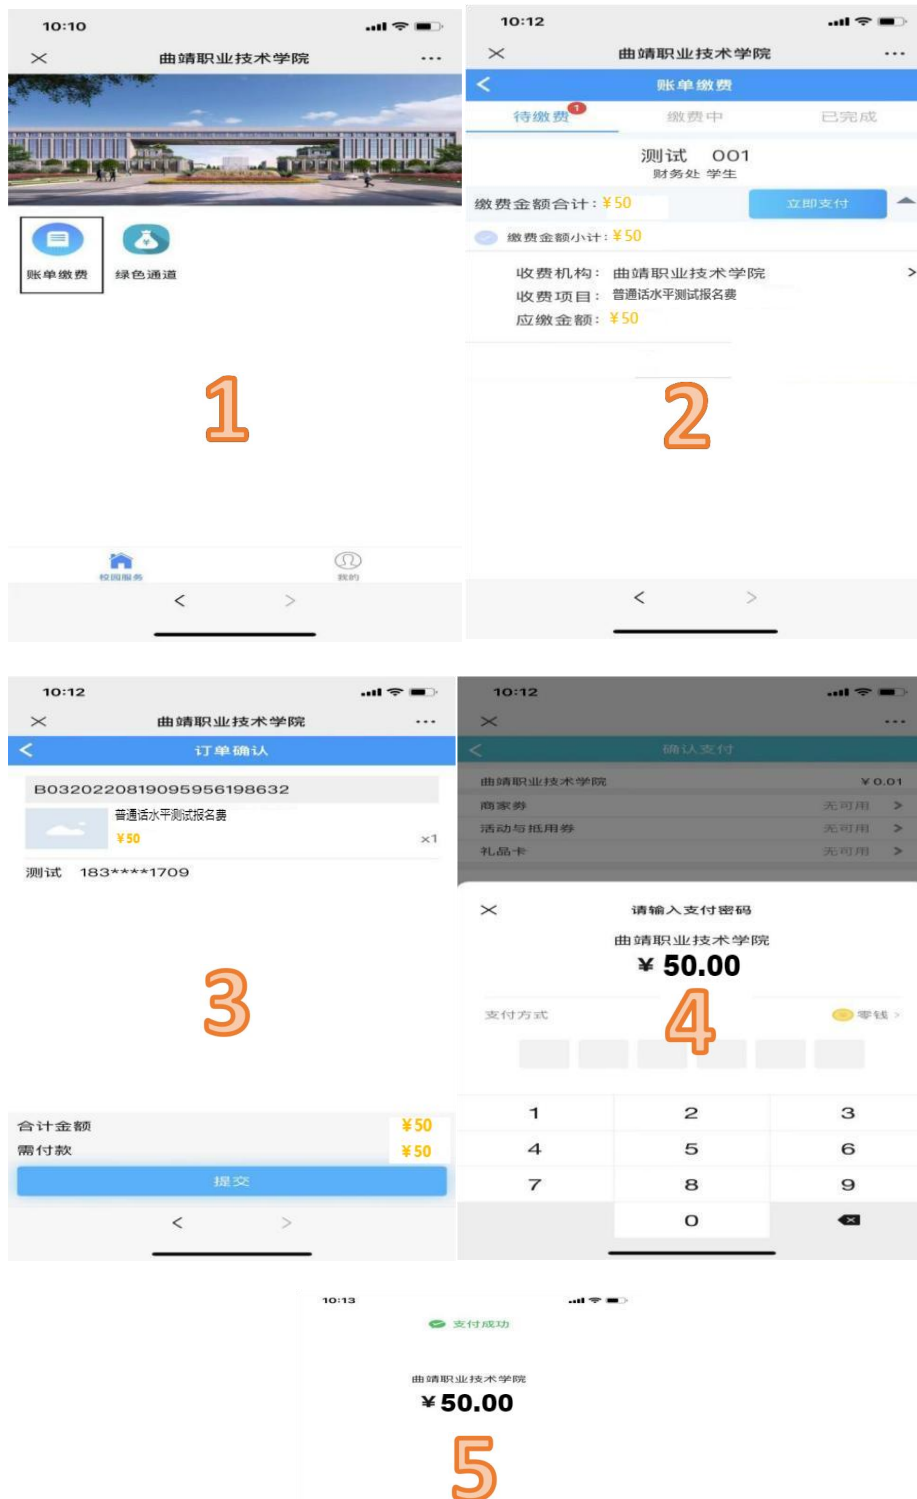 10:10
曲靖职业技术学院
账单缴费 绿色通道
1
校园服务 我的
10:12
曲靖职业技术学院
账单缴费
待缴费 1 缴费中 已完成
测试 001
财务处 学生
缴费金额合计：¥50 立即支付
缴费金额小计：¥50
收费机构： 曲靖职业技术学院
收费项目： 普通话水平测试报名费
应缴金额：¥50
2
10:12
曲靖职业技术学院
订单确认
B03202208190959561986​32
普通话水平测试报名费
¥50 ×1
测试 183****1709
3
合计金额 ¥50
需付款 ¥50
提交
10:12
确认支付
曲靖职业技术学院 ¥0.01
商家券 无可用
活动与抵用券 无可用
礼品卡 无可用
请输入支付密码
曲靖职业技术学院
¥ 50.00
支付方式 零钱
4
1 2 3
4 5 6
7 8 9
0
10:13
支付成功
曲靖职业技术学院
¥50.00
5